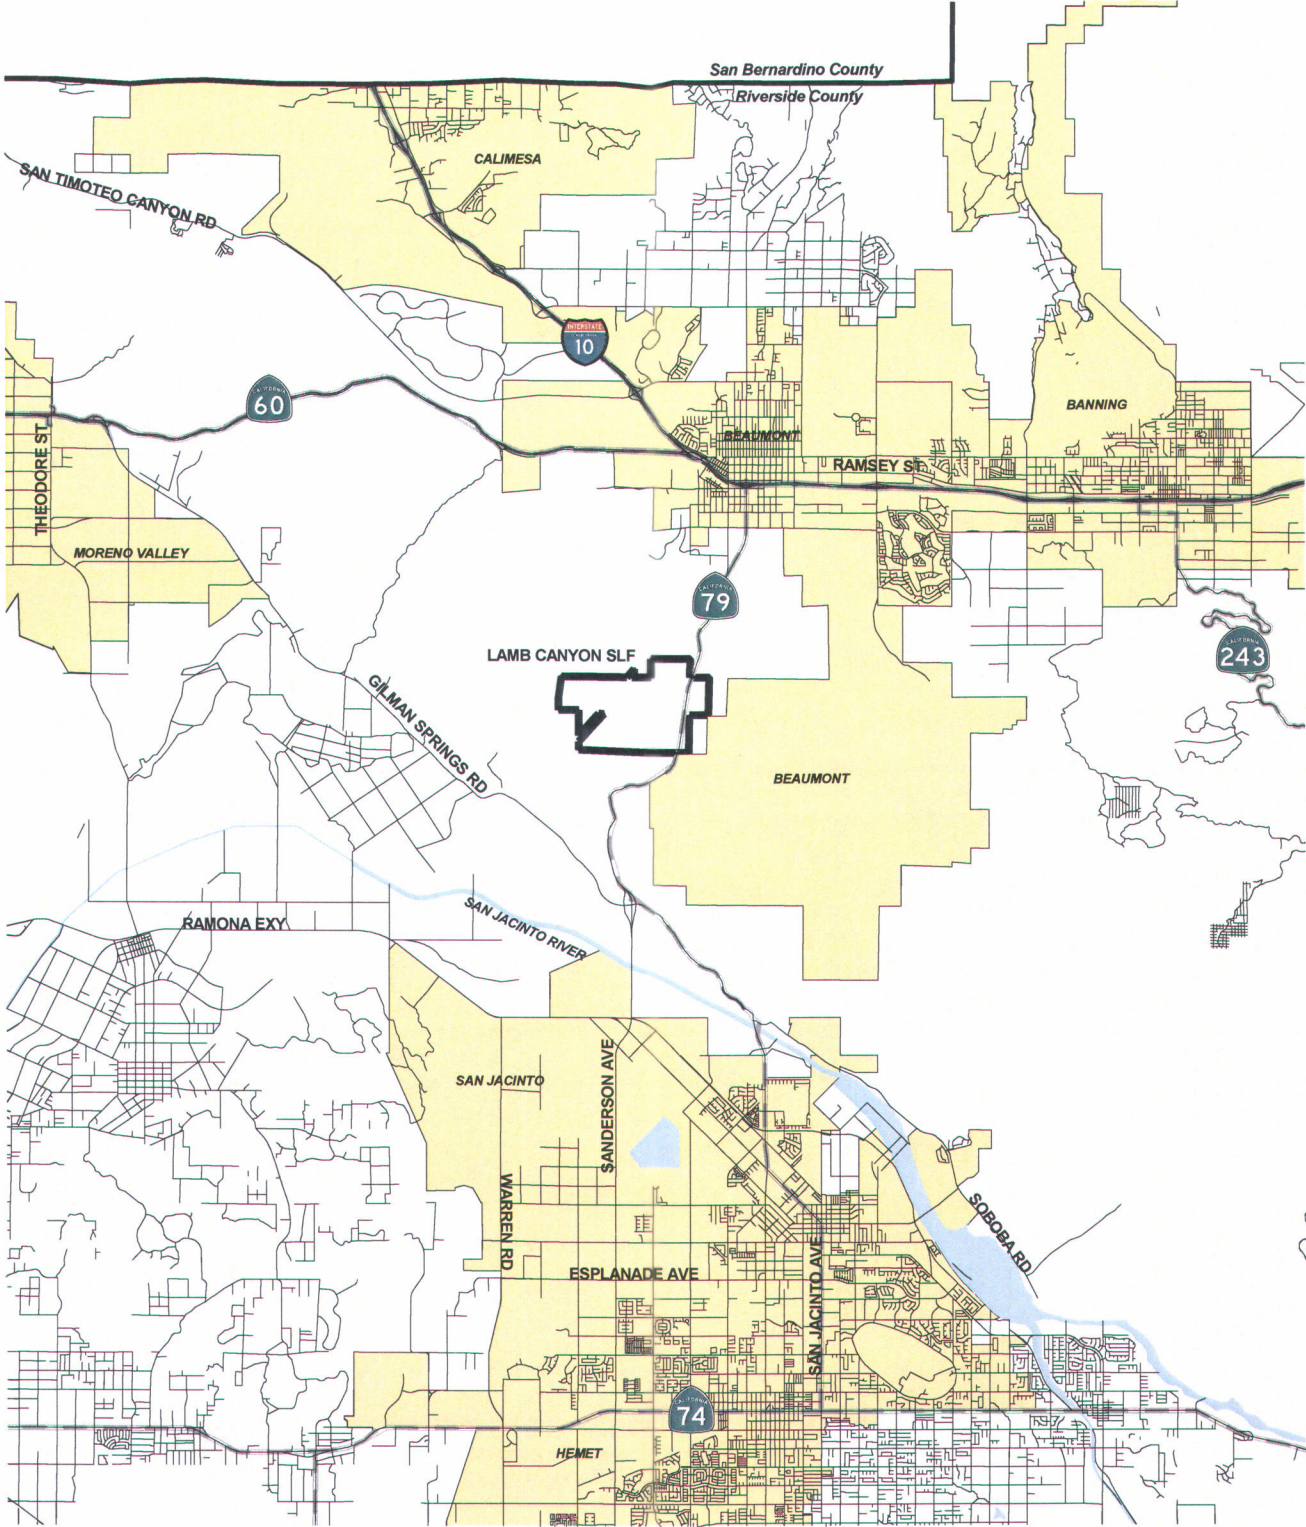 San Bernardino County
Riverside County
CALIMESA
SAN TIMOTEO CANYON RD
INTERSTATE
10
CALIFORNIA
60
BANNING
BEAUMONT
RAMSEY ST
THEODORE ST
MORENO VALLEY
CALIFORNIA
79
CALIFORNIA
243
LAMB CANYON SLF
GILMAN SPRINGS RD
BEAUMONT
SAN JACINTO RIVER
RAMONA EXY
SAN JACINTO
SANDERSON AVE
WARREN RD
SOBOBA RD
ESPLANADE AVE
SAN JACINTO AVE
CALIFORNIA
74
HEMET